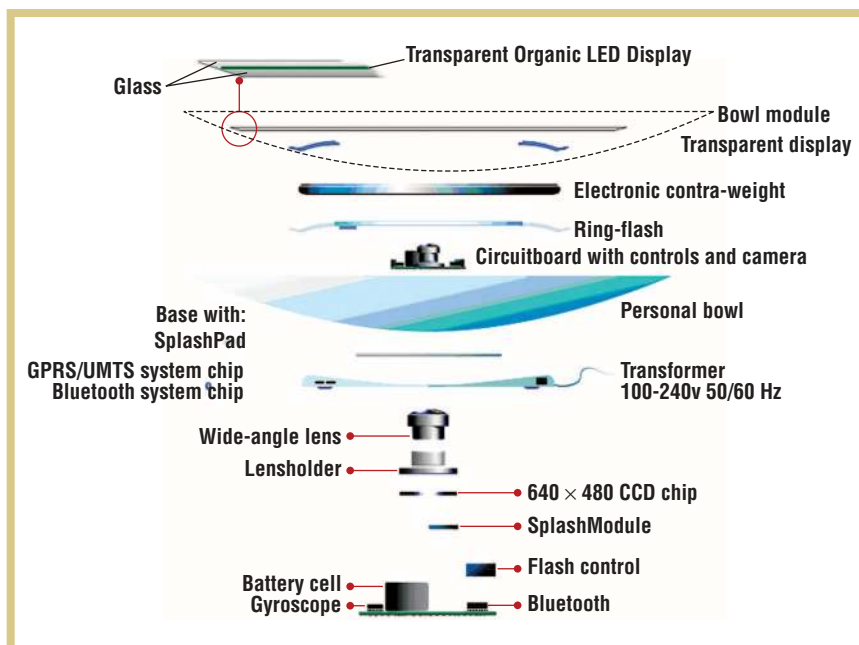 Transparent Organic LED Display
Glass
Bowl module
Transparent display
Electronic contra-weight
Ring-flash
Circuitboard with controls and camera
Personal bowl
Base with:
SplashPad
GPRS/UMTS system chip
Bluetooth system chip
Transformer
100-240v 50/60 Hz
Wide-angle lens
Lensholder
640 × 480 CCD chip
SplashModule
Flash control
Battery cell
Gyroscope
Bluetooth